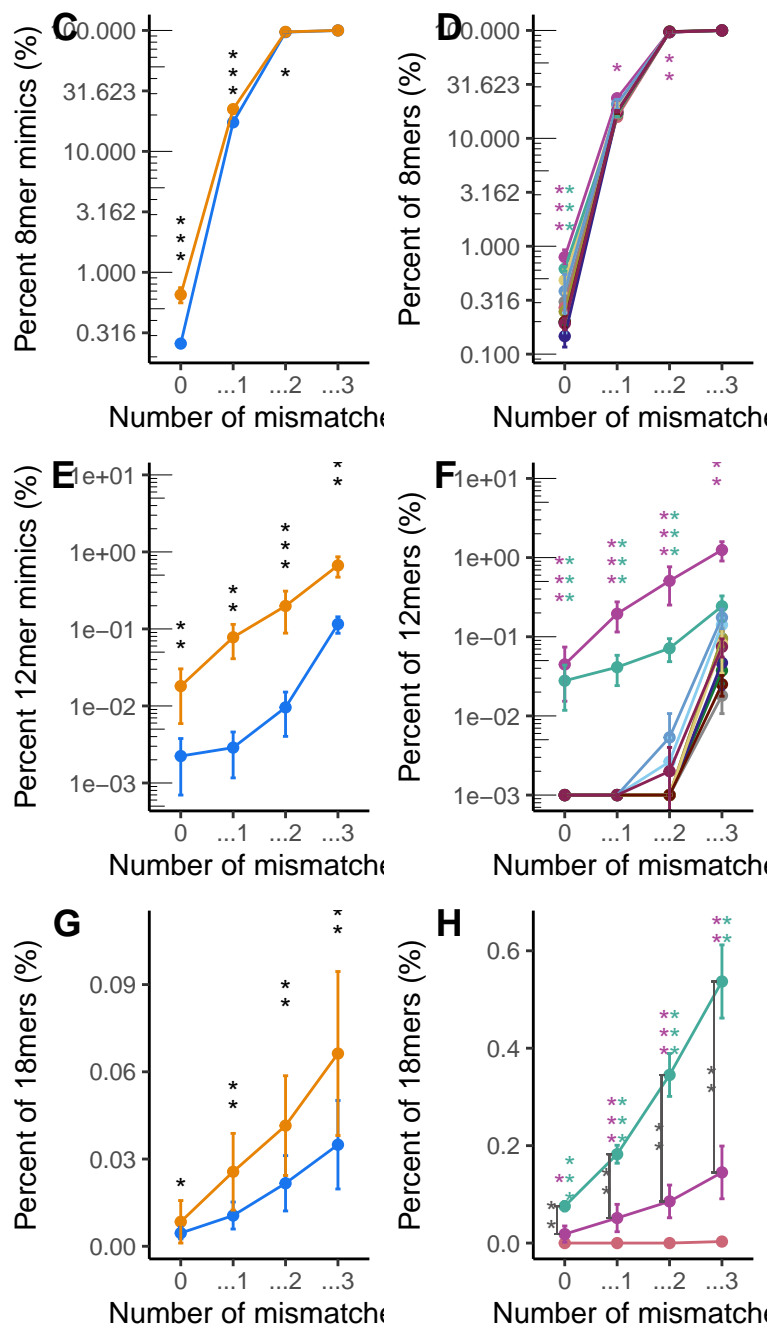 C
Percent 8mer mimics (%)
100.000
31.623
10.000
3.162
1.000
0.316
***
***
*
0 ...1 ...2 ...3
Number of mismatche
D
Percent of 8mers (%)
100.000
31.623
10.000
3.162
1.000
0.316
0.100
***
***
*
**
0 ...1 ...2 ...3
Number of mismatche
E
Percent 12mer mimics (%)
1e+01
1e+00
1e−01
1e−02
1e−03
**
**
***
**
0 ...1 ...2 ...3
Number of mismatche
F
Percent of 12mers (%)
1e+01
1e+00
1e−01
1e−02
1e−03
***
***
***
***
***
***
**
0 ...1 ...2 ...3
Number of mismatche
G
Percent of 18mers (%)
0.09
0.06
0.03
0.00
*
**
**
**
0 ...1 ...2 ...3
Number of mismatche
H
Percent of 18mers (%)
0.6
0.4
0.2
0.0
**
*
***
**
***
***
**
***
***
**
**
**
**
0 ...1 ...2 ...3
Number of mismatche